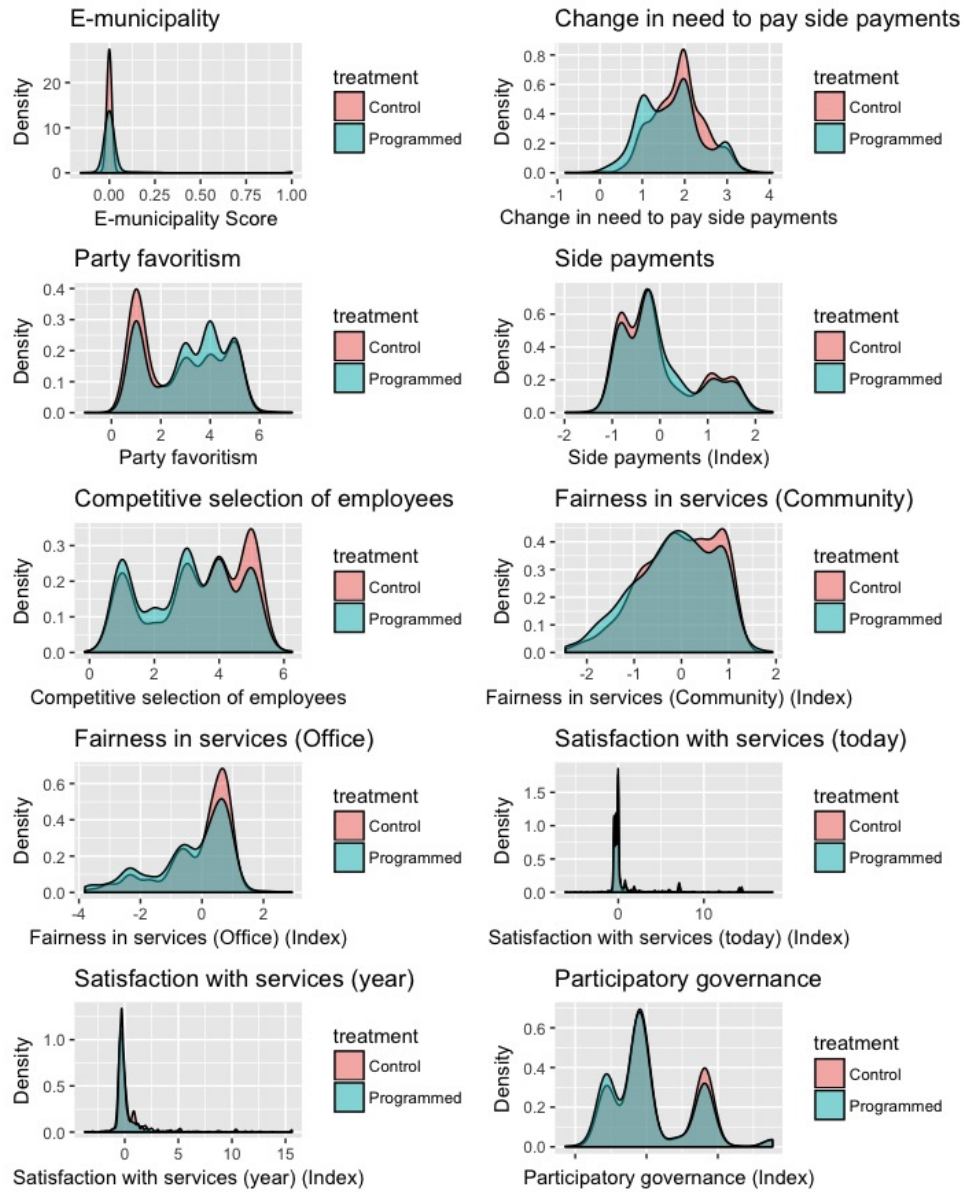 E-municipality
Density
20
10
0
0.00 0.25 0.50 0.75 1.00
E-municipality Score
treatment
Control
Programmed
Change in need to pay side payments
Density
0.8
0.6
0.4
0.2
0.0
-1 0 1 2 3 4
Change in need to pay side payments
treatment
Control
Programmed
Party favoritism
Density
0.4
0.3
0.2
0.1
0.0
0 2 4 6
Party favoritism
treatment
Control
Programmed
Side payments
Density
0.6
0.4
0.2
0.0
-2 -1 0 1 2
Side payments (Index)
treatment
Control
Programmed
Competitive selection of employees
Density
0.3
0.2
0.1
0.0
0 2 4 6
Competitive selection of employees
treatment
Control
Programmed
Fairness in services (Community)
Density
0.4
0.3
0.2
0.1
0.0
-2 -1 0 1 2
Fairness in services (Community) (Index)
treatment
Control
Programmed
Fairness in services (Office)
Density
0.6
0.4
0.2
0.0
-4 -2 0 2
Fairness in services (Office) (Index)
treatment
Control
Programmed
Satisfaction with services (today)
Density
1.5
1.0
0.5
0.0
0 10
Satisfaction with services (today) (Index)
treatment
Control
Programmed
Satisfaction with services (year)
Density
1.0
0.5
0.0
0 5 10 15
Satisfaction with services (year) (Index)
treatment
Control
Programmed
Participatory governance
Density
0.6
0.4
0.2
0.0
Participatory governance (Index)
treatment
Control
Programmed